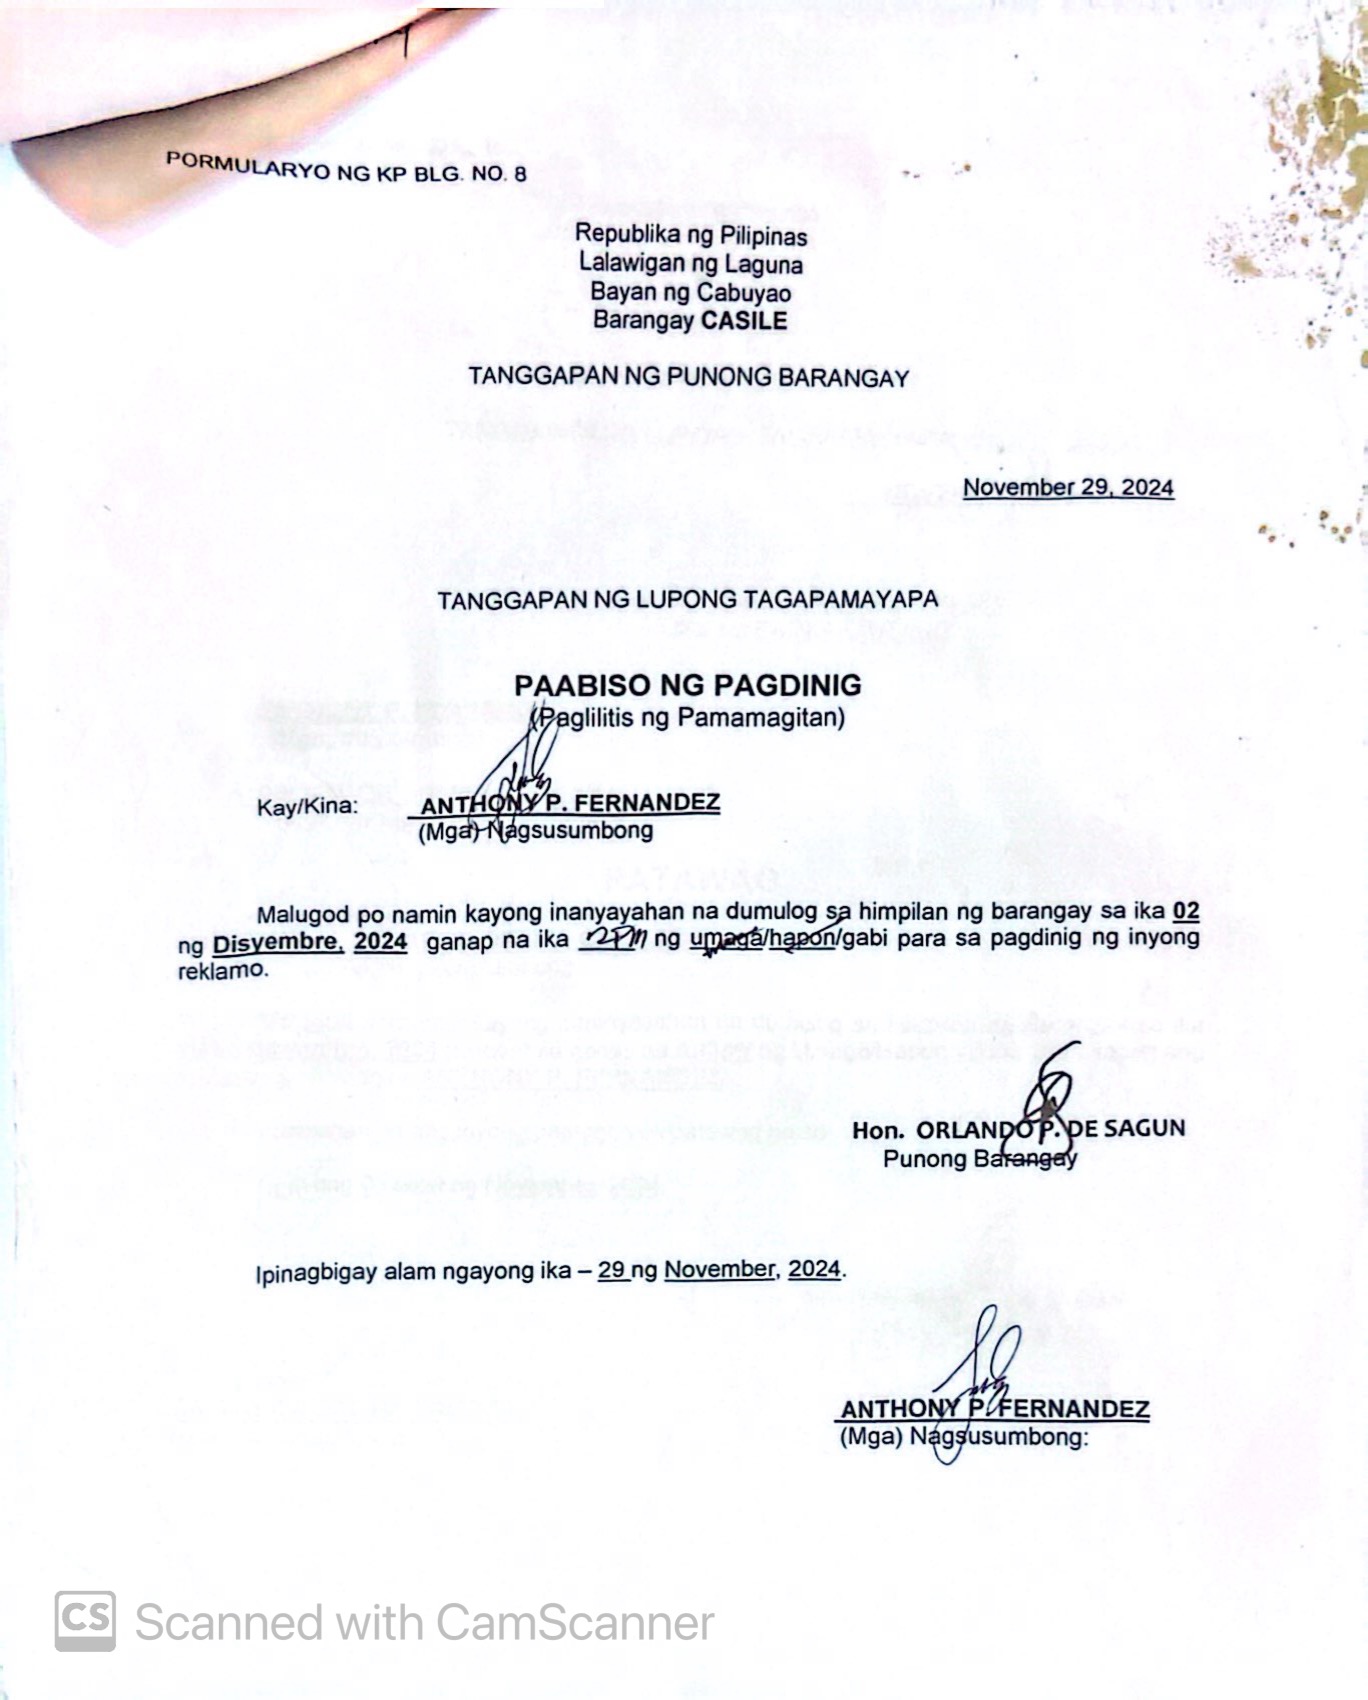 PORMULARYO NG KP BLG. NO. 8
Republika ng Pilipinas
Lalawigan ng Laguna
Bayan ng Cabuyao
Barangay CASILE
TANGGAPAN NG PUNONG BARANGAY
November 29, 2024
TANGGAPAN NG LUPONG TAGAPAMAYAPA
PAABISO NG PAGDINIG
(Paglilitis ng Pamamagitan)
Kay/Kina: ANTHONY P. FERNANDEZ
(Mga) Nagsusumbong
Malugod po namin kayong inanyayahan na dumulog sa himpilan ng barangay sa ika 02
ng Disyembre, 2024 ganap na ika 2PM ng umaga/hapon/gabi para sa pagdinig ng inyong
reklamo.
Hon. ORLANDO P. DE SAGUN
Punong Barangay
Ipinagbigay alam ngayong ika – 29 ng November, 2024.
ANTHONY P. FERNANDEZ
(Mga) Nagsusumbong:
CS Scanned with CamScanner